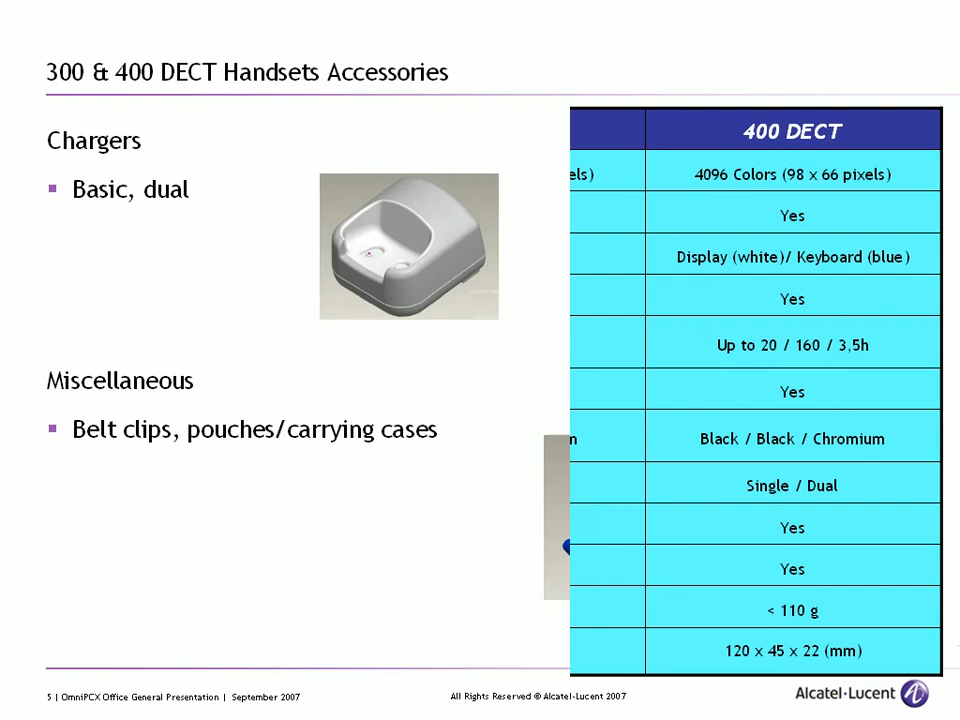 300 & 400 DECT Handsets Accessories
Chargers
Basic, dual
Miscellaneous
Belt clips, pouches/carrying cases
400 DECT
els) 4096 Colors (98 x 66 pixels)
Yes
Display (white)/ Keyboard (blue)
Yes
Up to 20 / 160 / 3,5h
Yes
n Black / Black / Chromium
Single / Dual
Yes
Yes
< 110 g
120 x 45 x 22 (mm)
5 | OmniPCX Office General Presentation | September 2007
All Rights Reserved © Alcatel-Lucent 2007
Alcatel·Lucent